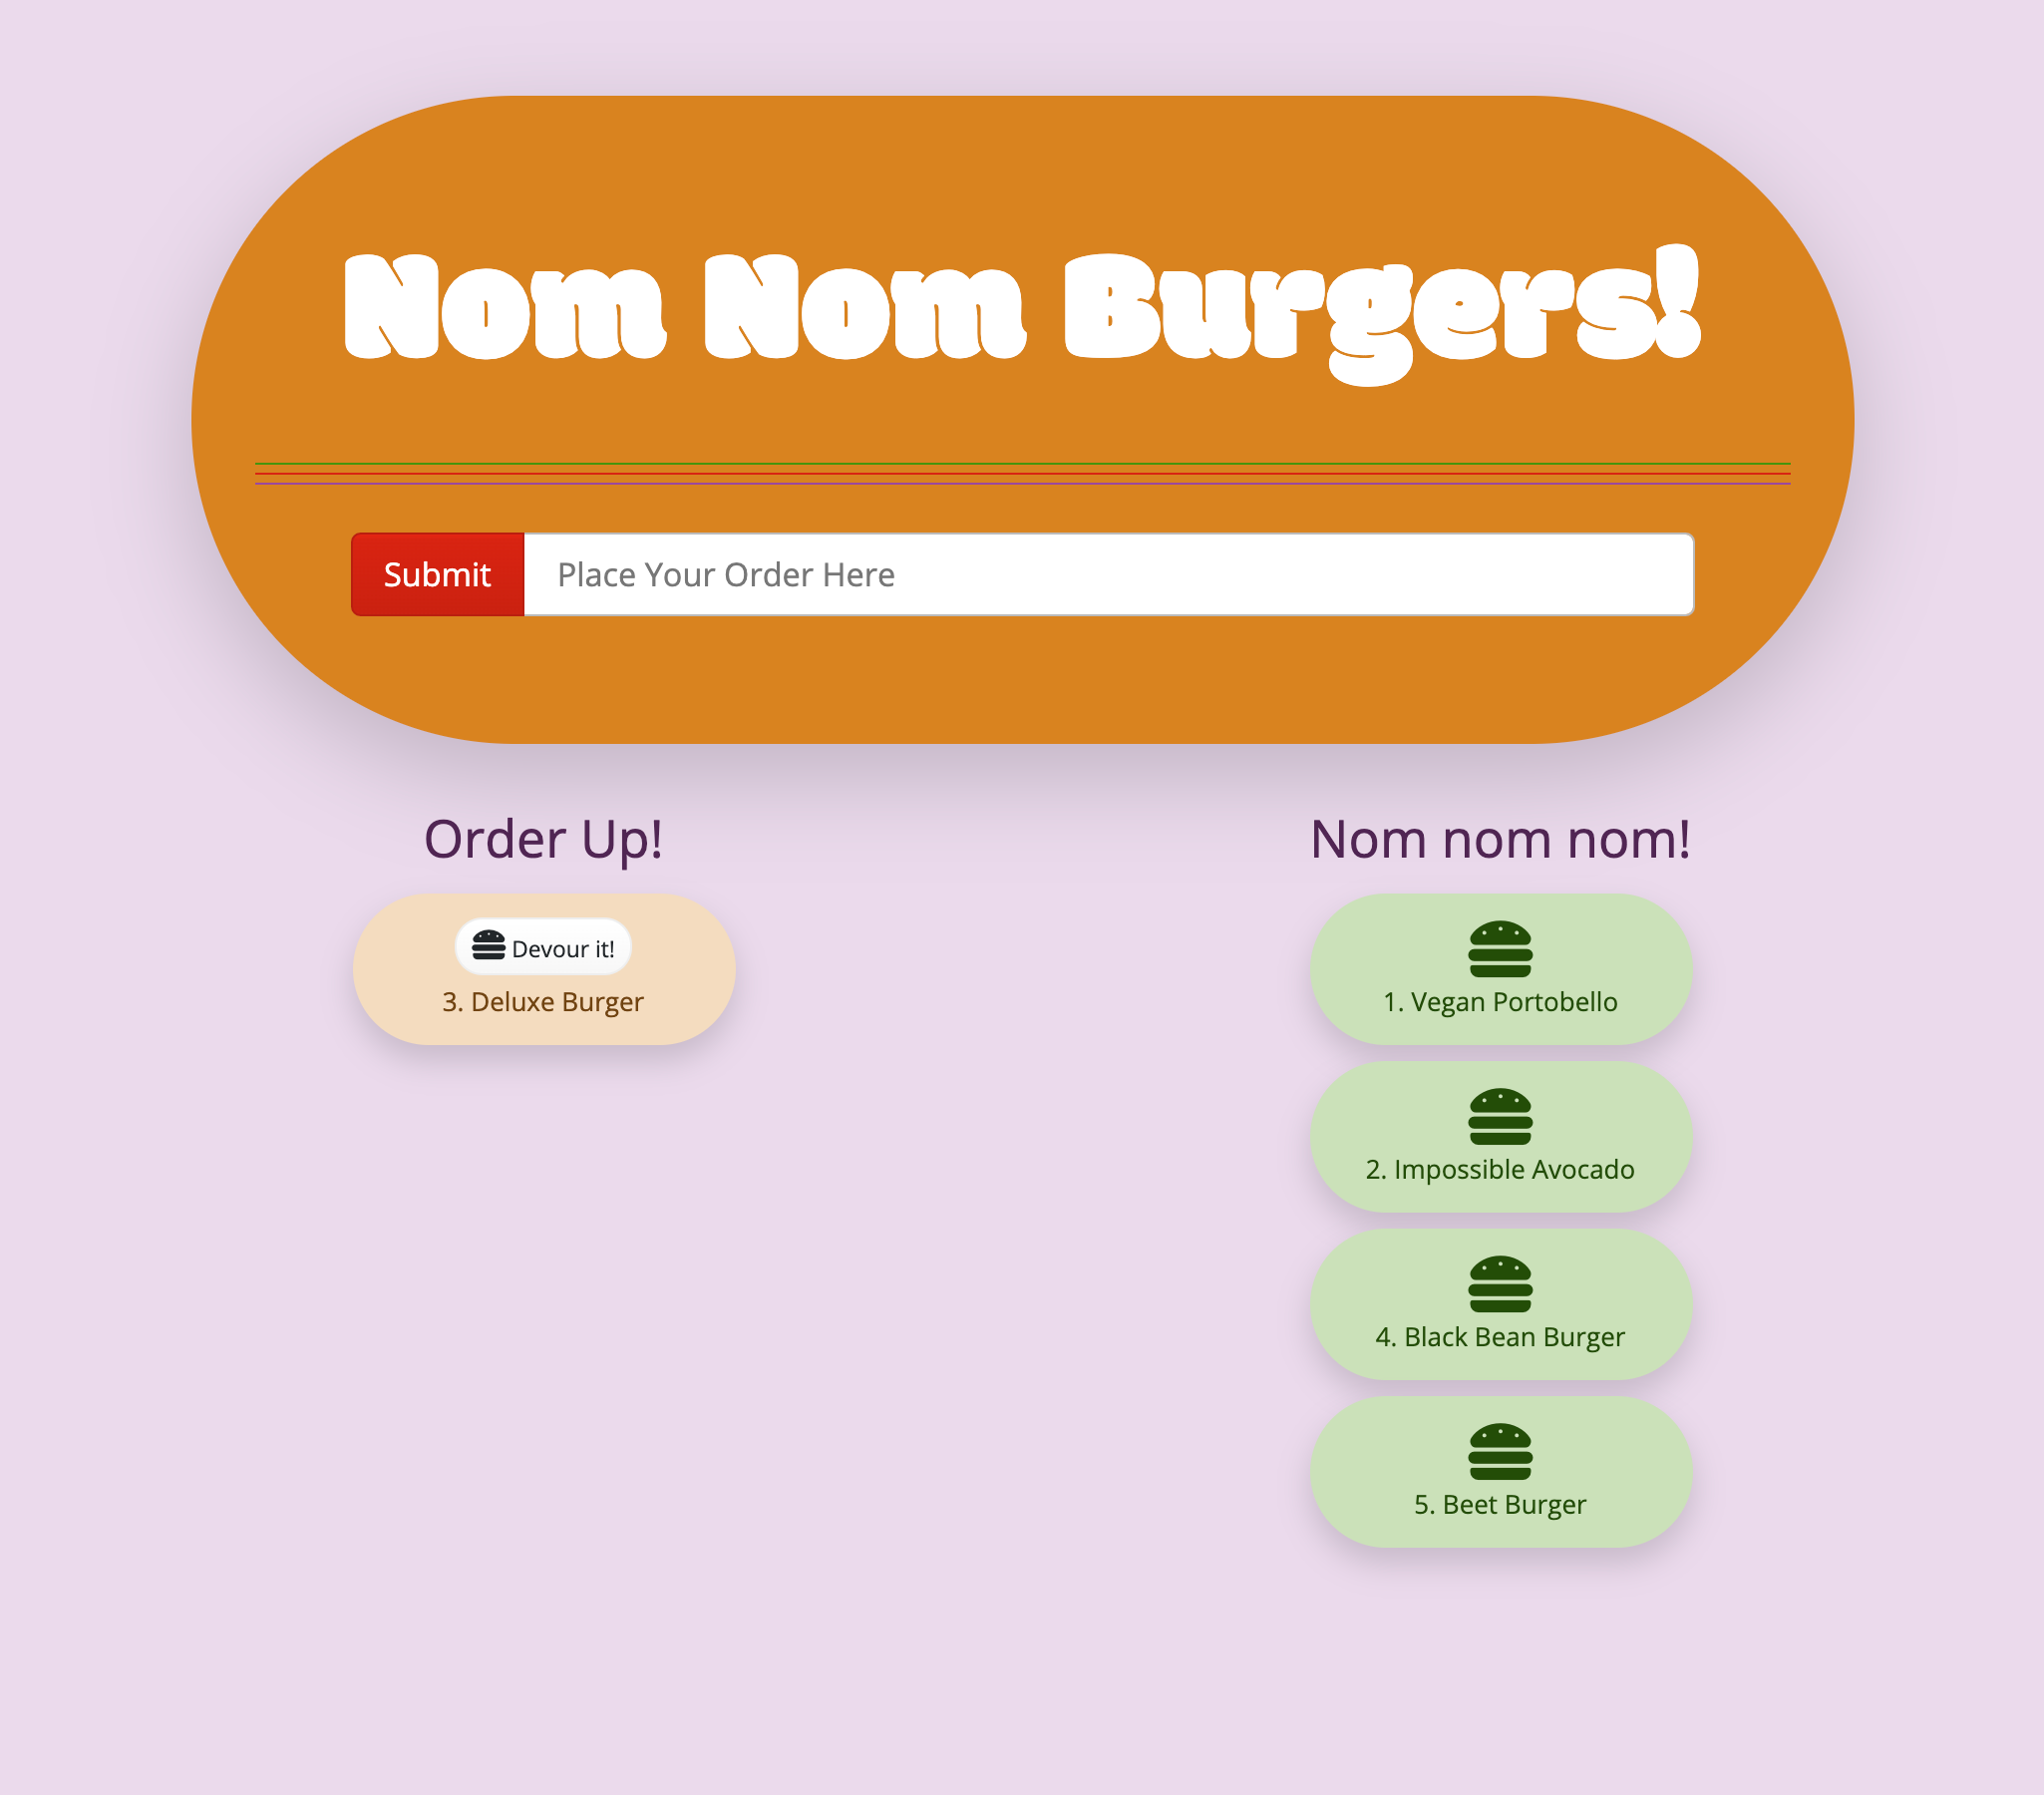 Nom Nom Burgers!
Submit
Place Your Order Here
Order Up!
Devour it!
3. Deluxe Burger
Nom nom nom!
1. Vegan Portobello
2. Impossible Avocado
4. Black Bean Burger
5. Beet Burger